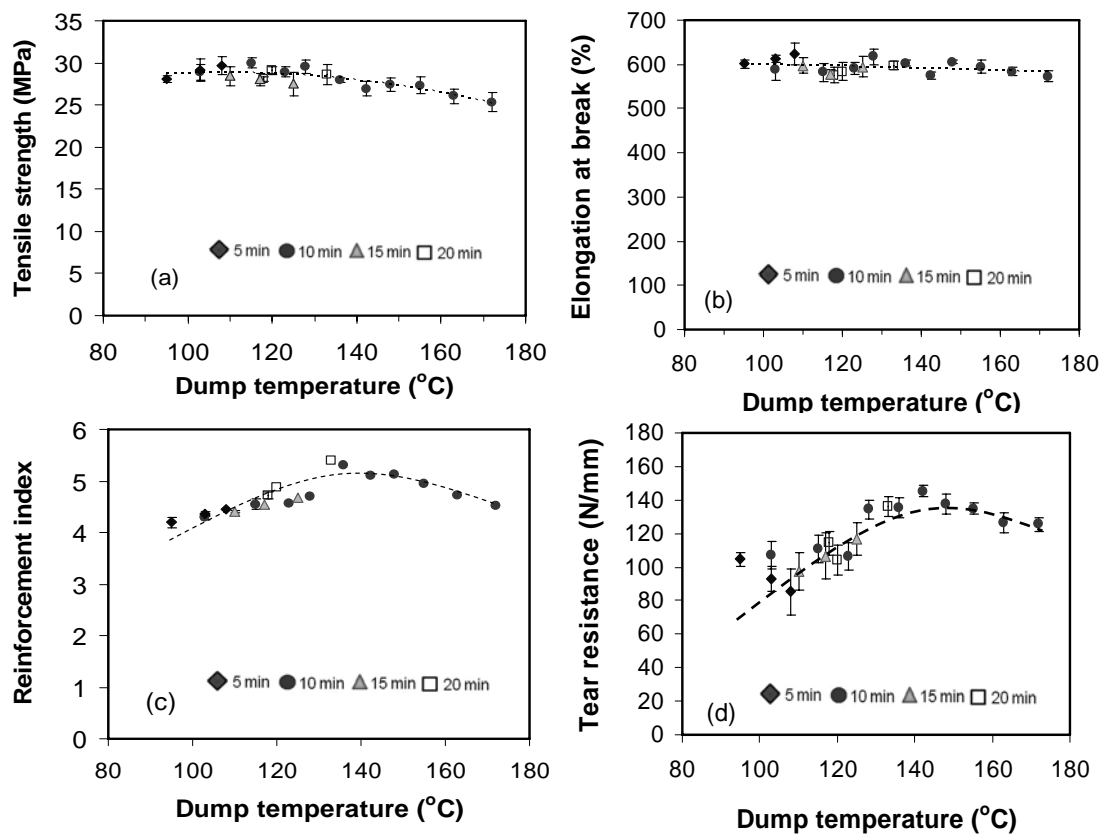 Tensile strength (MPa)
35
30
25
20
15
10
5
0
(a)
5 min 10 min 15 min 20 min
80 100 120 140 160 180
Dump temperature (°C)
Elongation at break (%)
700
600
500
400
300
200
100
0
(b)
5 min 10 min 15 min 20 min
80 100 120 140 160 180
Dump temperature (°C)
Reinforcement index
6
5
4
3
2
1
0
5 min 10 min 15 min 20 min
(c)
80 100 120 140 160 180
Dump temperature (°C)
Tear resistance (N/mm)
180
160
140
120
100
80
60
40
20
0
5 min 10 min 15 min 20 min
(d)
80 100 120 140 160 180
Dump temperature (°C)